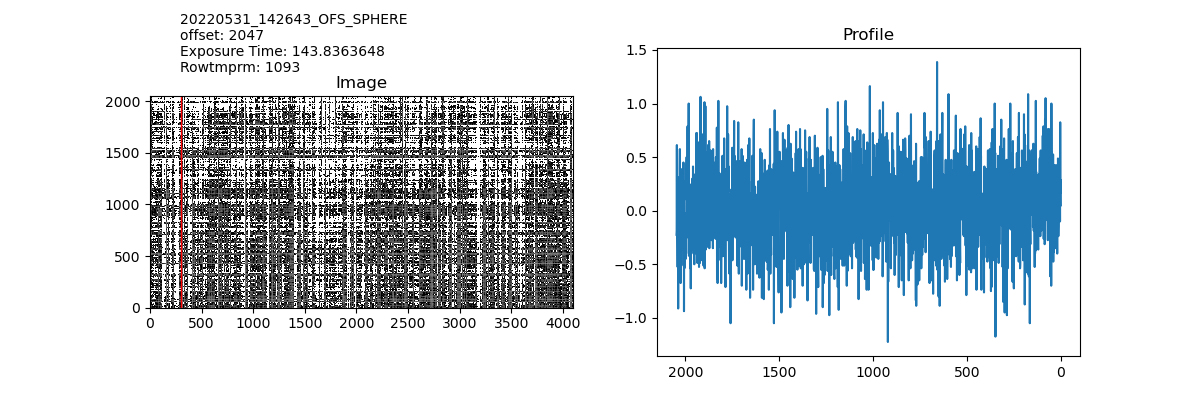 20220531_142643_OFS_SPHERE
offset: 2047
Exposure Time: 143.8363648
Rowtmprm: 1093
Image
2000
1500
1000
500
0
0 500 1000 1500 2000 2500 3000 3500 4000
Profile
1.5
1.0
0.5
0.0
−0.5
−1.0
2000 1500 1000 500 0